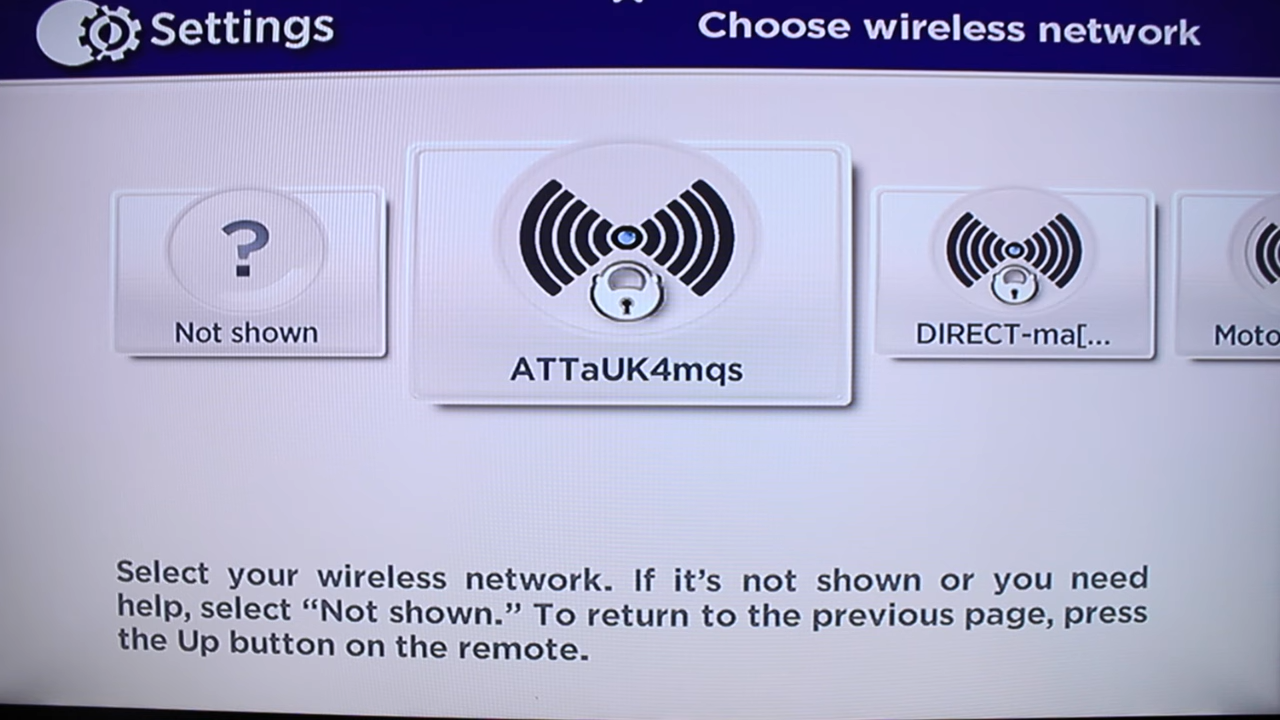 Settings
Choose wireless network
?
Not shown
ATTaUK4mqs
DIRECT-ma[...
Moto
Select your wireless network. If it’s not shown or you need
help, select “Not shown.” To return to the previous page, press
the Up button on the remote.